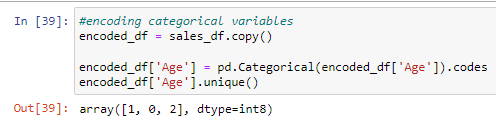 In [39]: #encoding categorical variables
encoded_df = sales_df.copy()
encoded_df['Age'] = pd.Categorical(encoded_df['Age']).codes
encoded_df['Age'].unique()
Out[39]: array([1, 0, 2], dtype=int8)